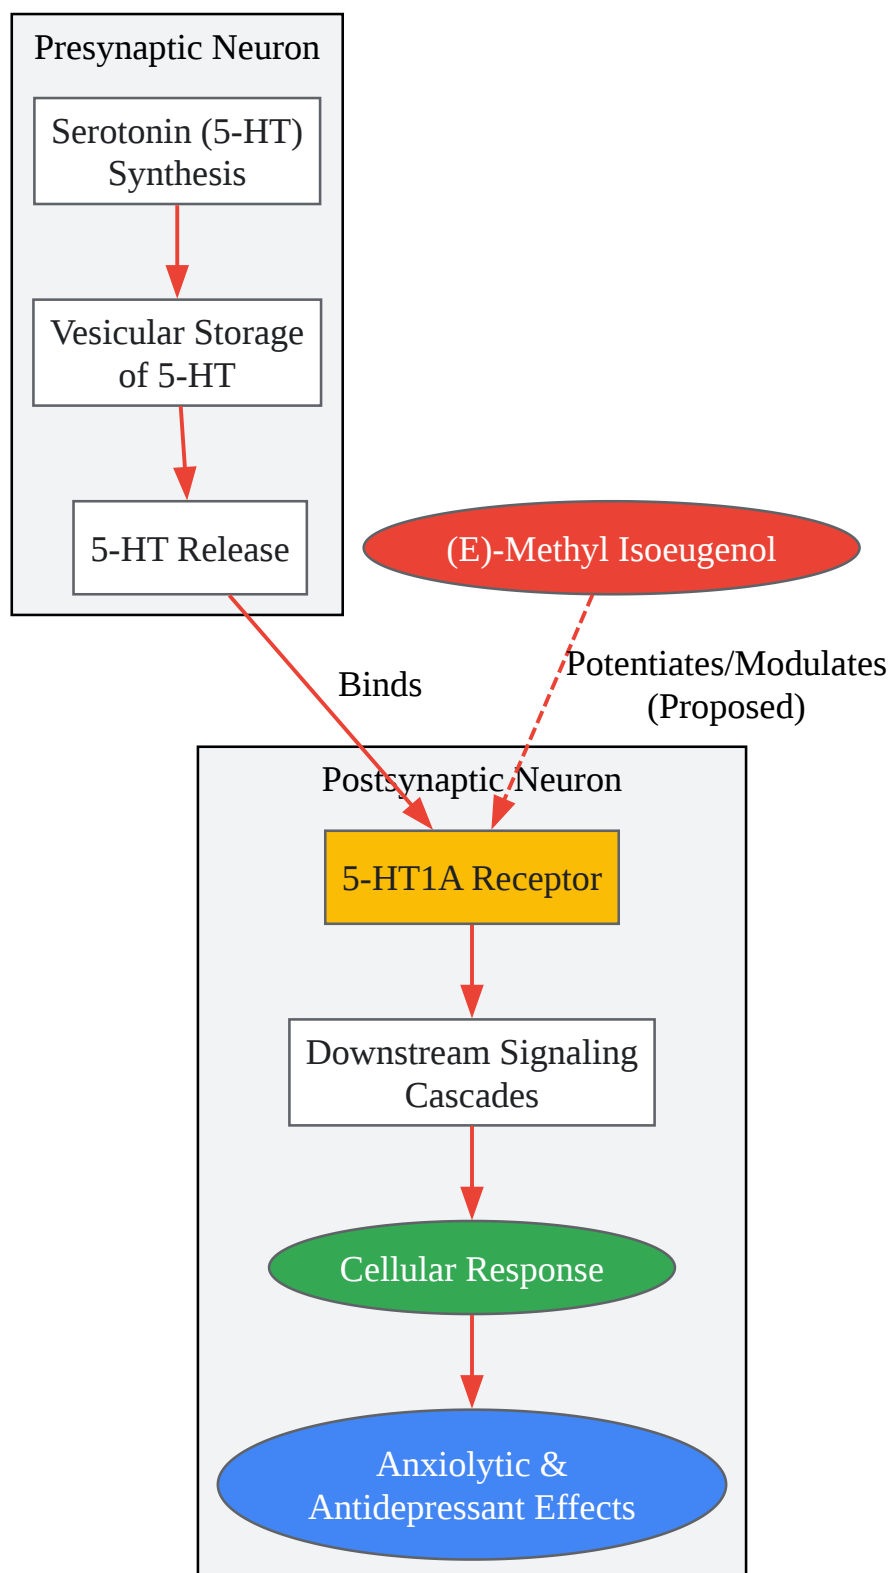 Presynaptic Neuron
Serotonin (5-HT)
Synthesis
Vesicular Storage
of 5-HT
5-HT Release
(E)-Methyl Isoeugenol
Binds
Potentiates/Modulates
(Proposed)
Postsynaptic Neuron
5-HT1A Receptor
Downstream Signaling
Cascades
Cellular Response
Anxiolytic &
Antidepressant Effects